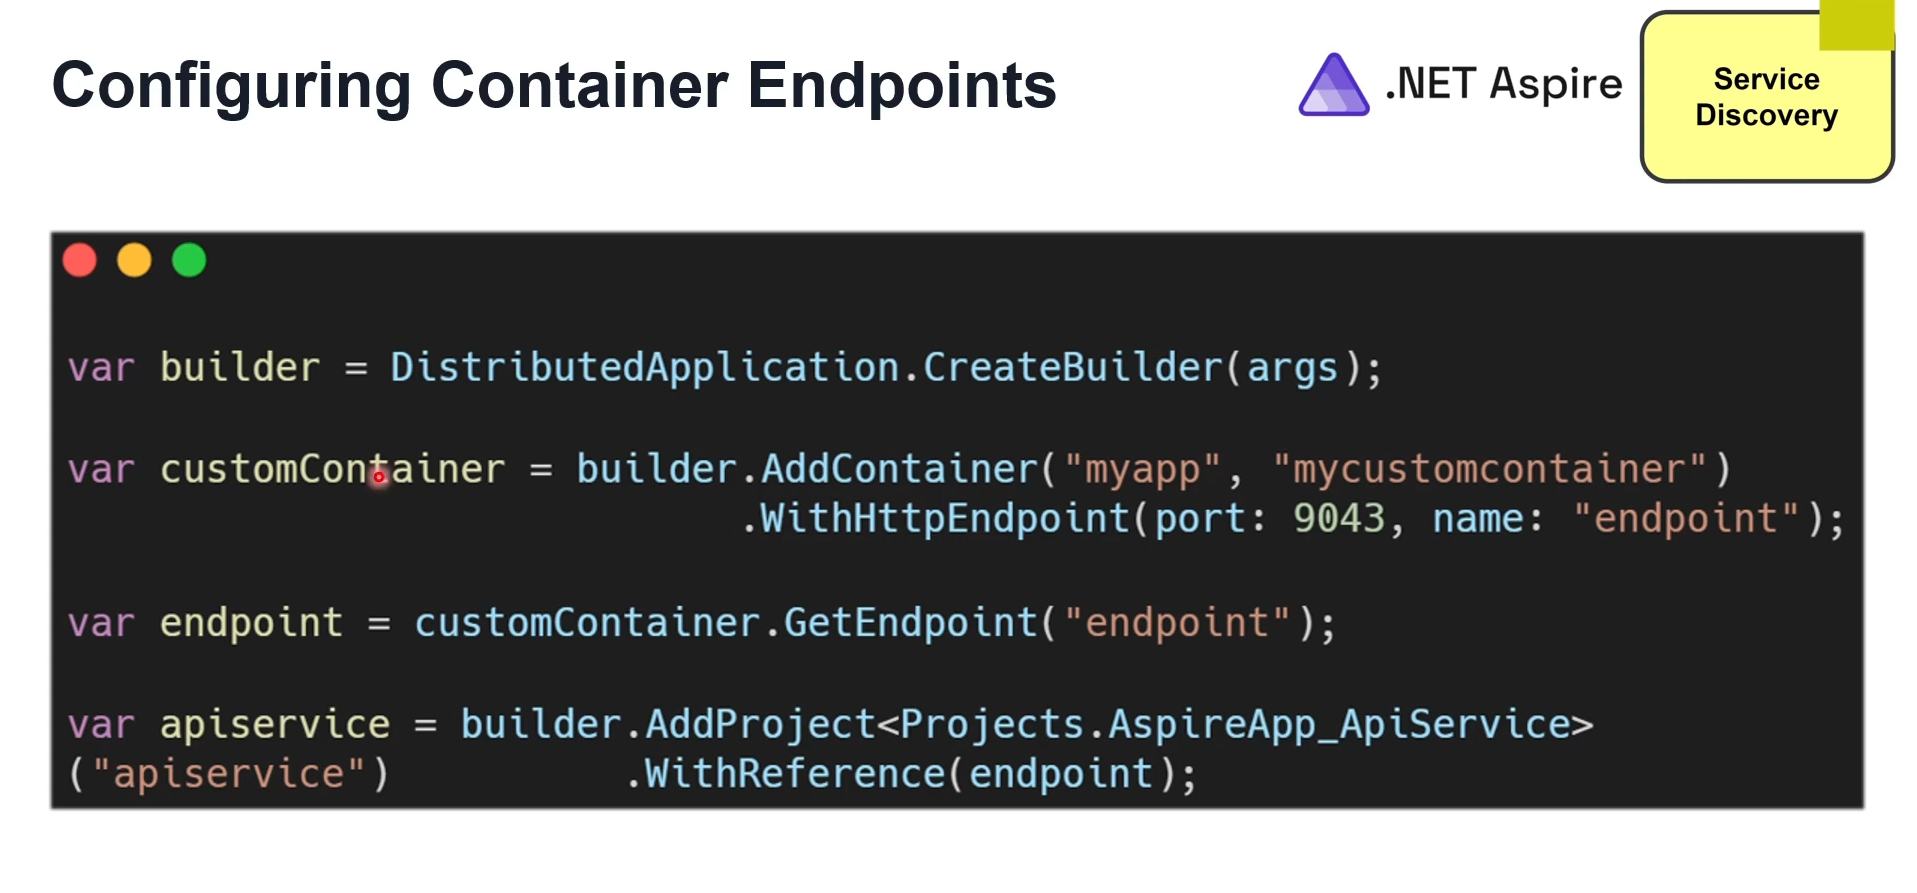 Configuring Container Endpoints
.NET Aspire
Service
Discovery
var builder = DistributedApplication.CreateBuilder(args);
var customContainer = builder.AddContainer("myapp", "mycustomcontainer")
.WithHttpEndpoint(port: 9043, name: "endpoint");
var endpoint = customContainer.GetEndpoint("endpoint");
var apiservice = builder.AddProject<Projects.AspireApp_ApiService>
("apiservice") .WithReference(endpoint);